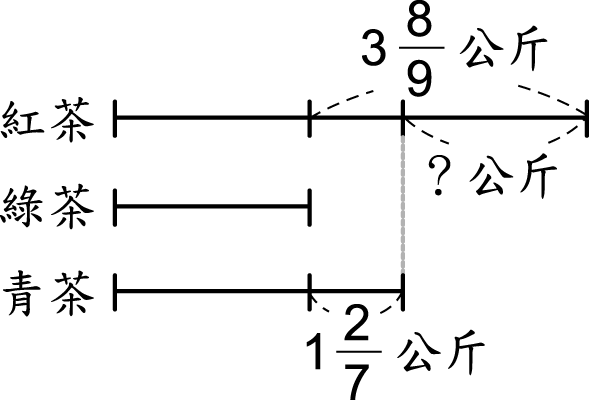 3 8/9 公斤
紅茶
? 公斤
綠茶
青茶
1 2/7 公斤